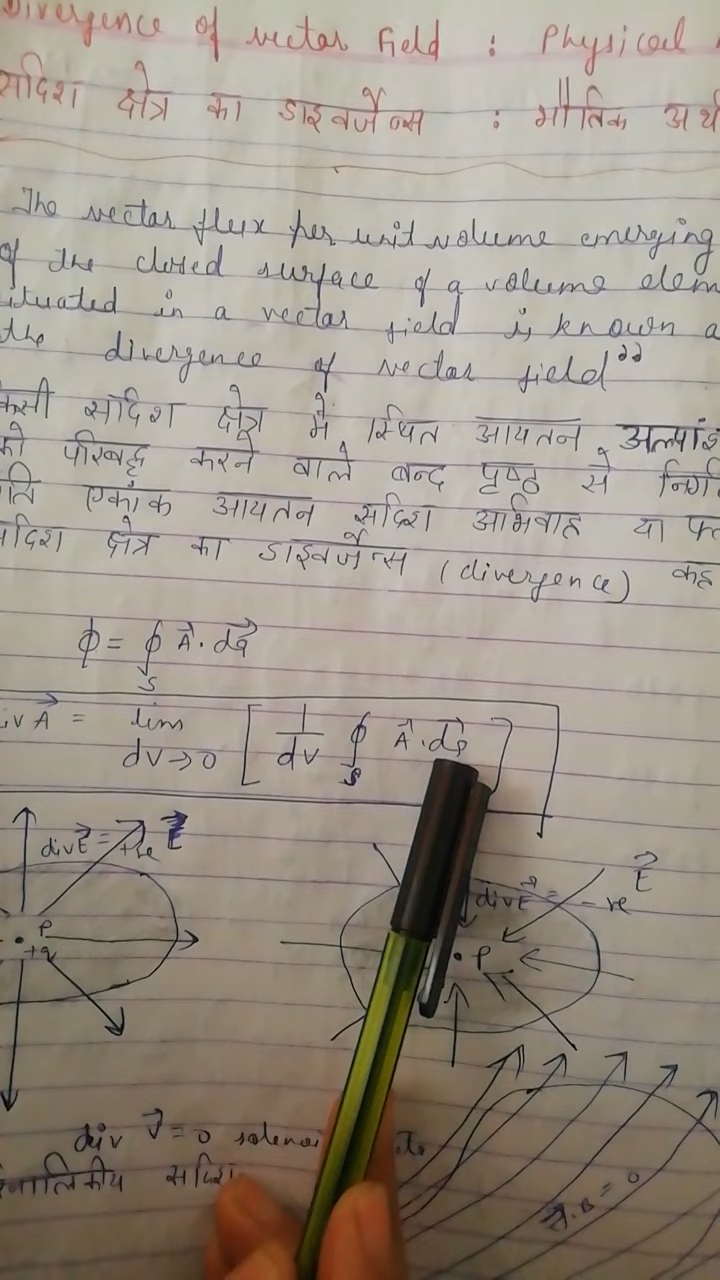 Divergence of vector Field : Physical
सदिश क्षेत्र का डाइवर्जेन्स : भौतिक अर्थ
The vector flux per unit volume emerging
of the closed surface of a volume elem
situated in a vector field is known a
the divergence of vector field"
किसी सदिश क्षेत्र में स्थित आयतन अल्पांश
को परिबद्ध करने वाले बन्द पृष्ठ से निर्ग
प्रति एकांक आयतन सदिश अभिवाह या फ्ल
सदिश क्षेत्र का डाइवर्जेन्स (divergence) कह
ϕ = ∮ₛ A⃗ · da⃗
iv A⃗ = lim dv→0 [ 1/dv ∮ₛ A⃗ · ds⃗ ]
div E⃗ = +ve E⃗
P
+q
E⃗
div E⃗ = -ve
P
div V⃗ = 0 solenoi
सदिश
= 0